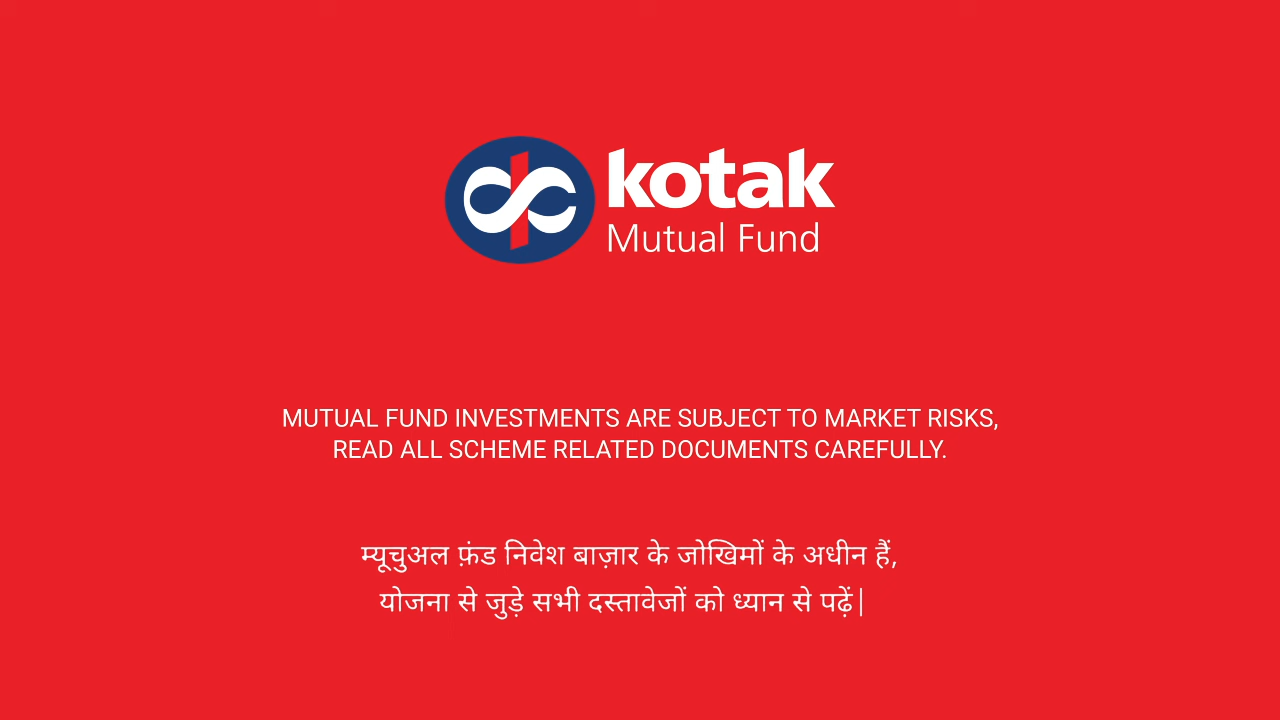 kotak
Mutual Fund
MUTUAL FUND INVESTMENTS ARE SUBJECT TO MARKET RISKS,
READ ALL SCHEME RELATED DOCUMENTS CAREFULLY.
म्यूचुअल फ़ंड निवेश बाज़ार के जोखिमों के अधीन हैं,
योजना से जुड़े सभी दस्तावेजों को ध्यान से पढ़ें|